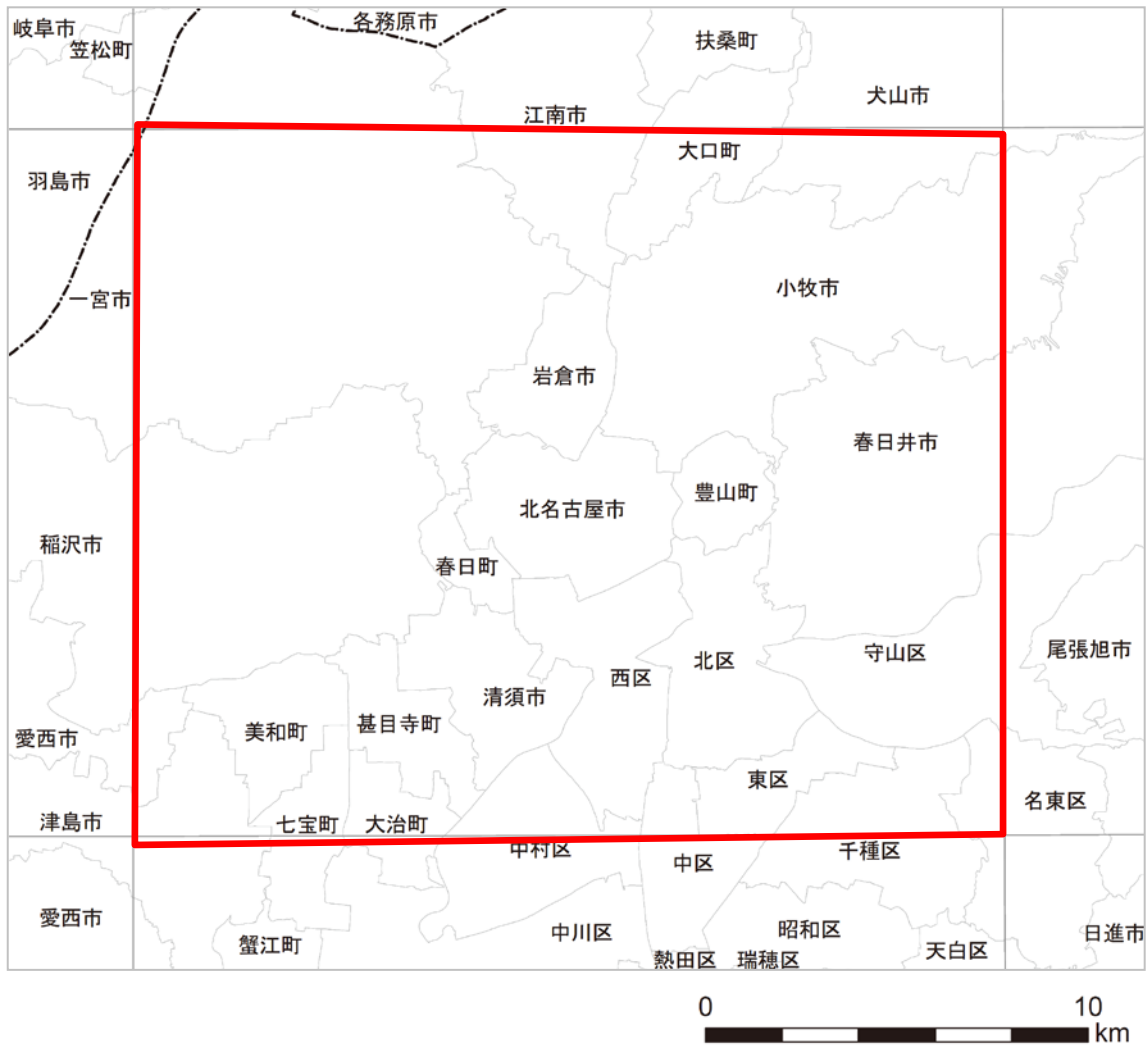 各務原市
岐阜市
笠松町
扶桑町
犬山市
江南市
大口町
羽島市
小牧市
一宮市
岩倉市
春日井市
豊山町
北名古屋市
稲沢市
春日町
守山区
尾張旭市
北区
西区
清須市
甚目寺町
美和町
愛西市
東区
名東区
津島市
七宝町
大治町
中村区
千種区
中区
愛西市
昭和区
中川区
日進市
蟹江町
天白区
熱田区
瑞穂区
0
10
km